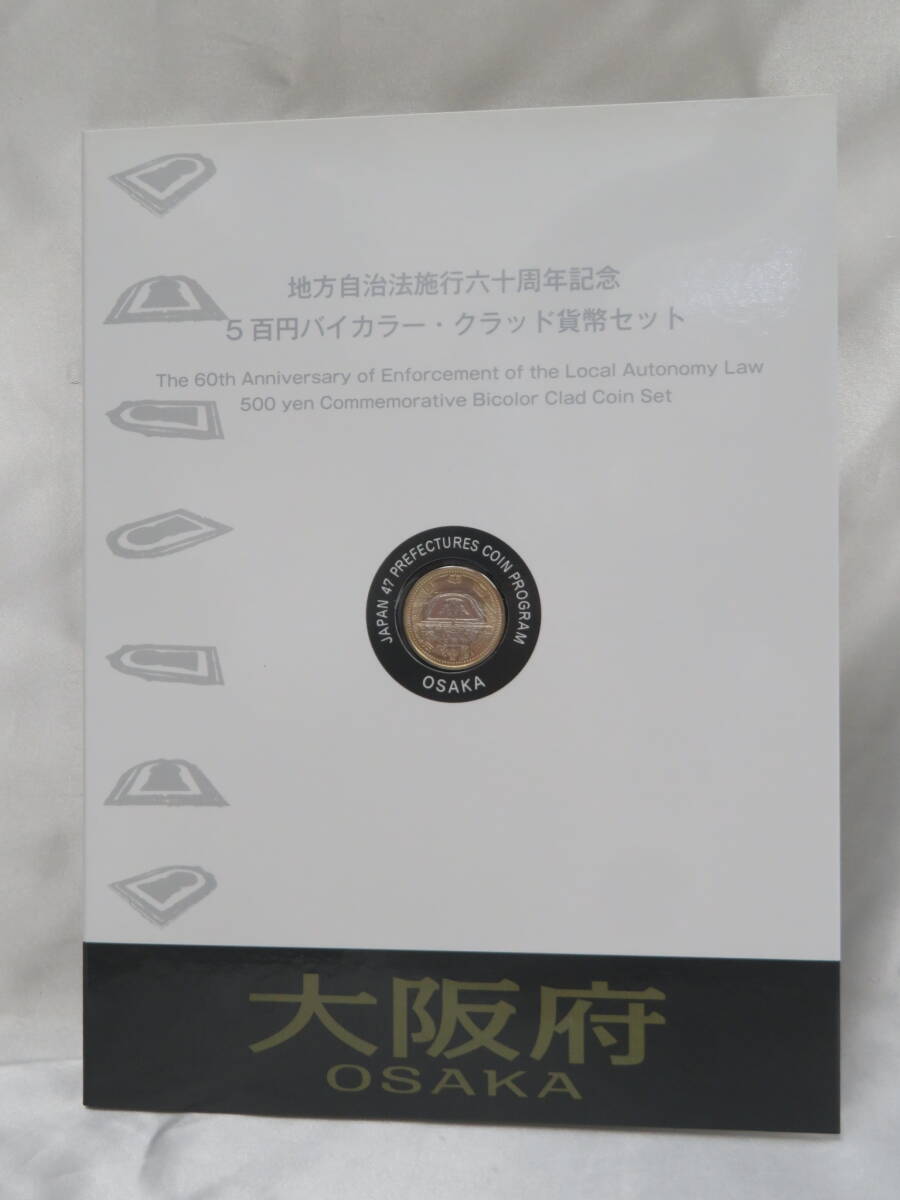 地方自治法施行六十周年記念
5百円バイカラー・クラッド貨幣セット
The 60th Anniversary of Enforcement of the Local Autonomy Law
500 yen Commemorative Bicolor Clad Coin Set
JAPAN 47 PREFECTURES COIN PROGRAM
OSAKA
大阪府
OSAKA